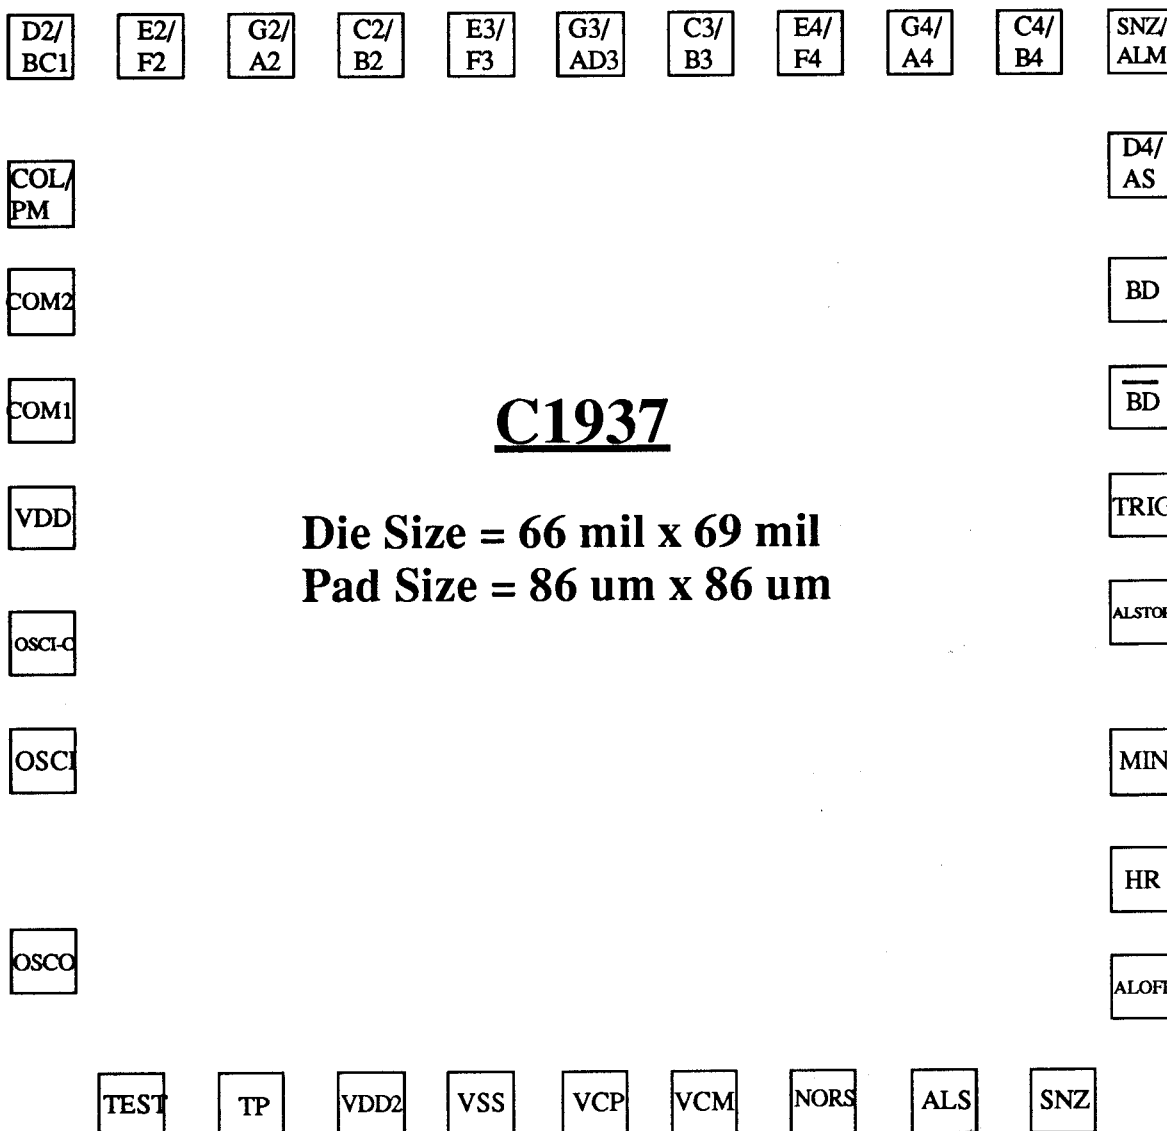 D2/ E2/ G2/ C2/ E3/ G3/ C3/ E4/ G4/ C4/ SNZ/
BC1 F2 A2 B2 F3 AD3 B3 F4 A4 B4 ALM
D4/
AS
COL/
PM
COM2 BD
COM1 BD
C1937
VDD TRIG
Die Size = 66 mil x 69 mil
Pad Size = 86 um x 86 um
OSCI-C ALSTOP
OSCI MIN
HR
OSCO
ALOFF
TEST TP VDD2 VSS VCP VCM NORS ALS SNZ